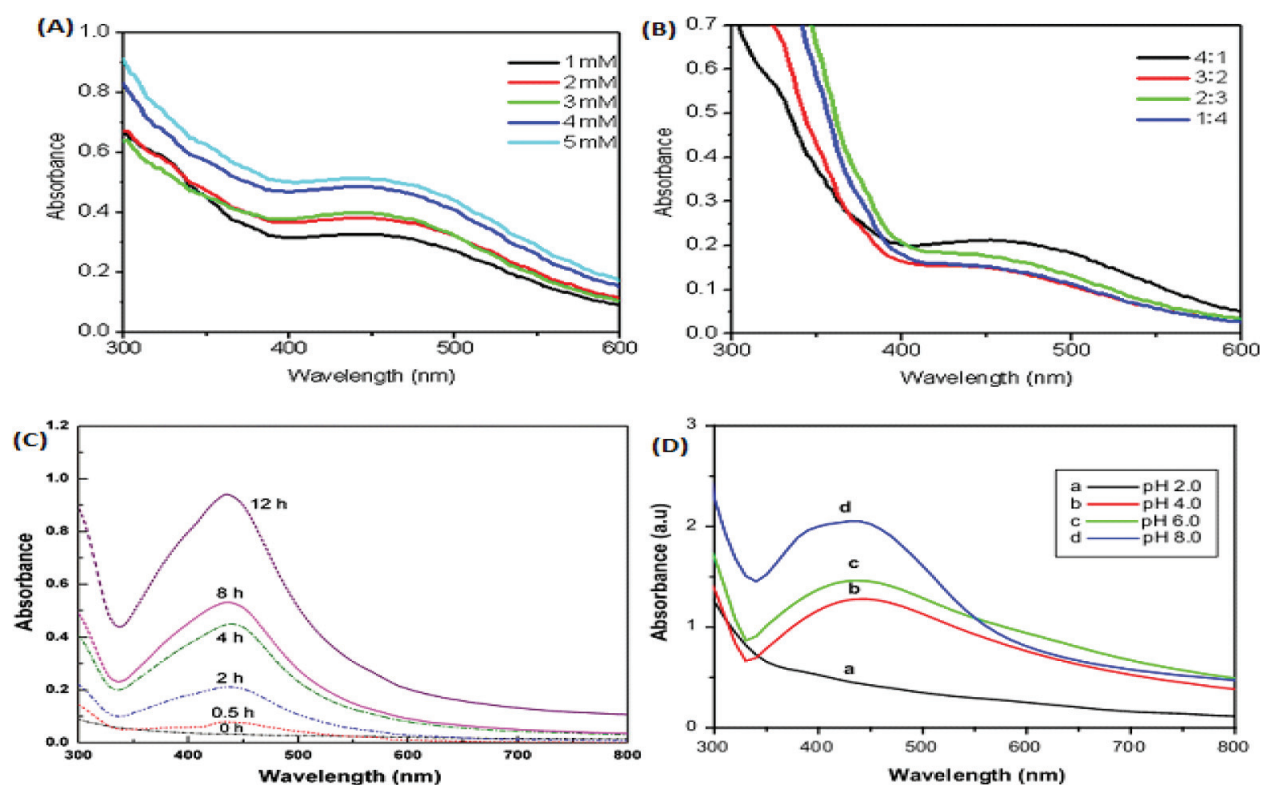 (A)
1.0
0.8
0.6
0.4
0.2
0.0
Absorbance
300
400
500
600
Wavelength (nm)
1 mM
2 mM
3 mM
4 mM
5 mM
(B)
0.7
0.6
0.5
0.4
0.3
0.2
0.1
0.0
Absorbance
300
400
500
600
Wavelength (nm)
4:1
3:2
2:3
1:4
(C)
1.2
1.0
0.8
0.6
0.4
0.2
0.0
Absorbance
12 h
8 h
4 h
2 h
0.5 h
0 h
300
400
500
600
700
800
Wavelength (nm)
(D)
3
2
1
0
Absorbance (a.u)
a pH 2.0
b pH 4.0
c pH 6.0
d pH 8.0
d
c
b
a
300
400
500
600
700
800
Wavelength (nm)